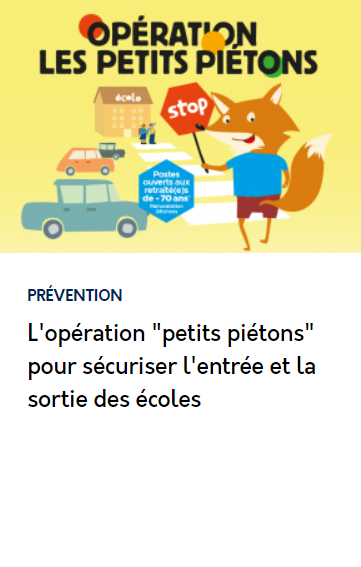 OPÉRATION
LES PETITS PIÉTONS
école
stop
Postes
ouverts aux
retraité(e)s
de - 70 ans*
Rémunération
PRÉVENTION
L'opération "petits piétons"
pour sécuriser l'entrée et la
sortie des écoles